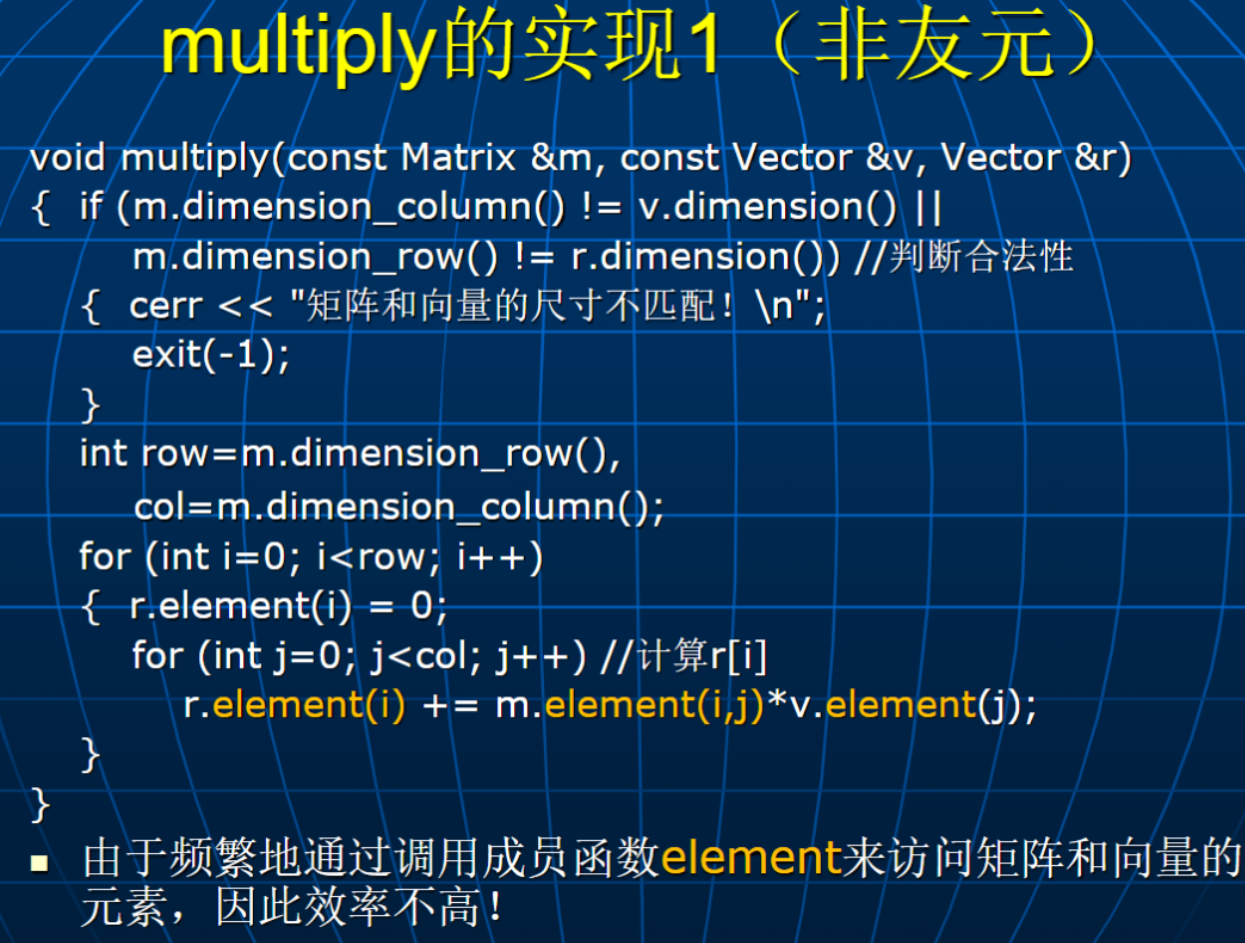 multiply的实现1（非友元）
void multiply(const Matrix &m, const Vector &v, Vector &r)
{ if (m.dimension_column() != v.dimension() ||
m.dimension_row() != r.dimension()) //判断合法性
{ cerr << "矩阵和向量的尺寸不匹配！\n";
exit(-1);
}
int row=m.dimension_row(),
col=m.dimension_column();
for (int i=0; i<row; i++)
{ r.element(i) = 0;
for (int j=0; j<col; j++) //计算r[i]
r.element(i) += m.element(i,j)*v.element(j);
}
}
由于频繁地通过调用成员函数element来访问矩阵和向量的
元素，因此效率不高！